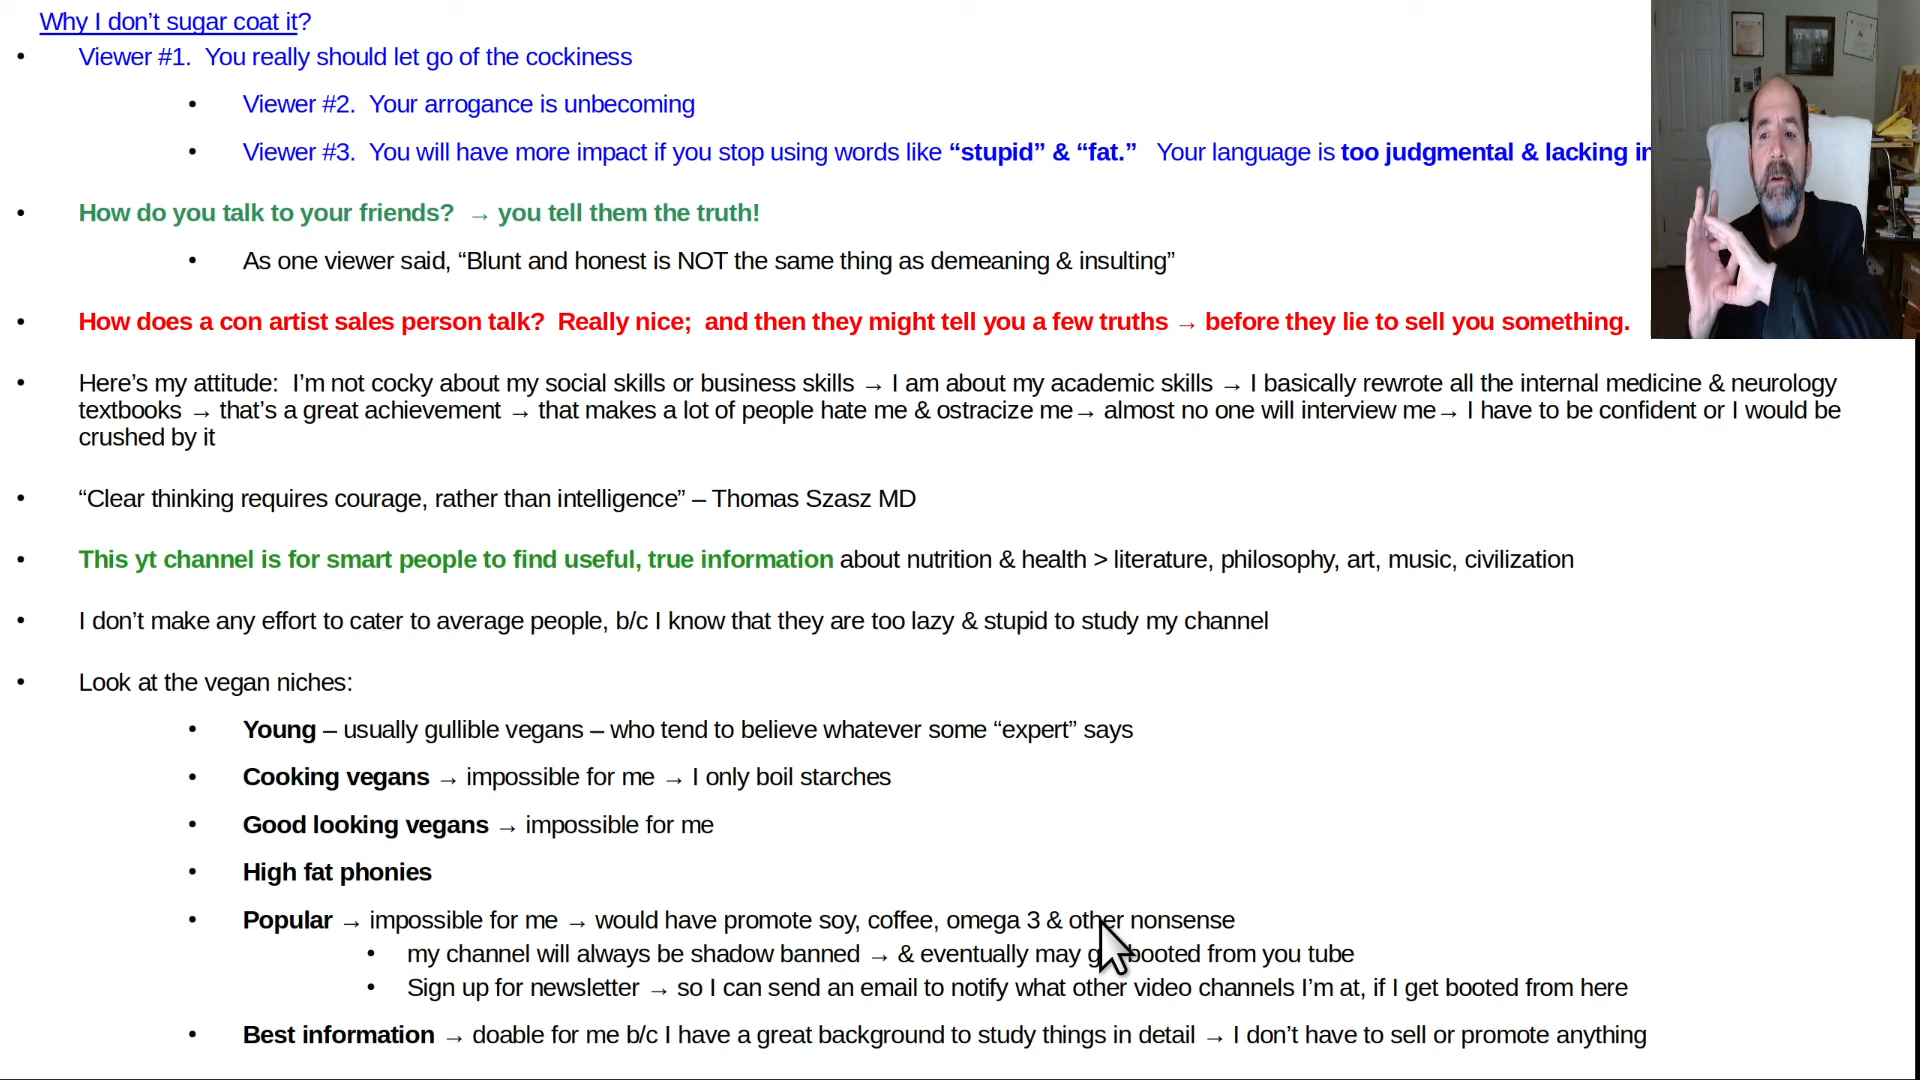 Why I don’t sugar coat it?
• Viewer #1.  You really should let go of the cockiness
• Viewer #2.  Your arrogance is unbecoming
• Viewer #3.  You will have more impact if you stop using words like “stupid” & “fat.”   Your language is too judgmental & lacking in
• How do you talk to your friends?  → you tell them the truth!
• As one viewer said, “Blunt and honest is NOT the same thing as demeaning & insulting”
• How does a con artist sales person talk?  Really nice;  and then they might tell you a few truths → before they lie to sell you something.
• Here’s my attitude:  I’m not cocky about my social skills or business skills → I am about my academic skills → I basically rewrote all the internal medicine & neurology
textbooks → that’s a great achievement → that makes a lot of people hate me & ostracize me→ almost no one will interview me→ I have to be confident or I would be
crushed by it
• “Clear thinking requires courage, rather than intelligence” – Thomas Szasz MD
• This yt channel is for smart people to find useful, true information about nutrition & health > literature, philosophy, art, music, civilization
• I don’t make any effort to cater to average people, b/c I know that they are too lazy & stupid to study my channel
• Look at the vegan niches:
• Young – usually gullible vegans – who tend to believe whatever some “expert” says
• Cooking vegans → impossible for me → I only boil starches
• Good looking vegans → impossible for me
• High fat phonies
• Popular → impossible for me → would have promote soy, coffee, omega 3 & other nonsense
• my channel will always be shadow banned → & eventually may booted from you tube
• Sign up for newsletter → so I can send an email to notify what other video channels I’m at, if I get booted from here
• Best information → doable for me b/c I have a great background to study things in detail → I don’t have to sell or promote anything